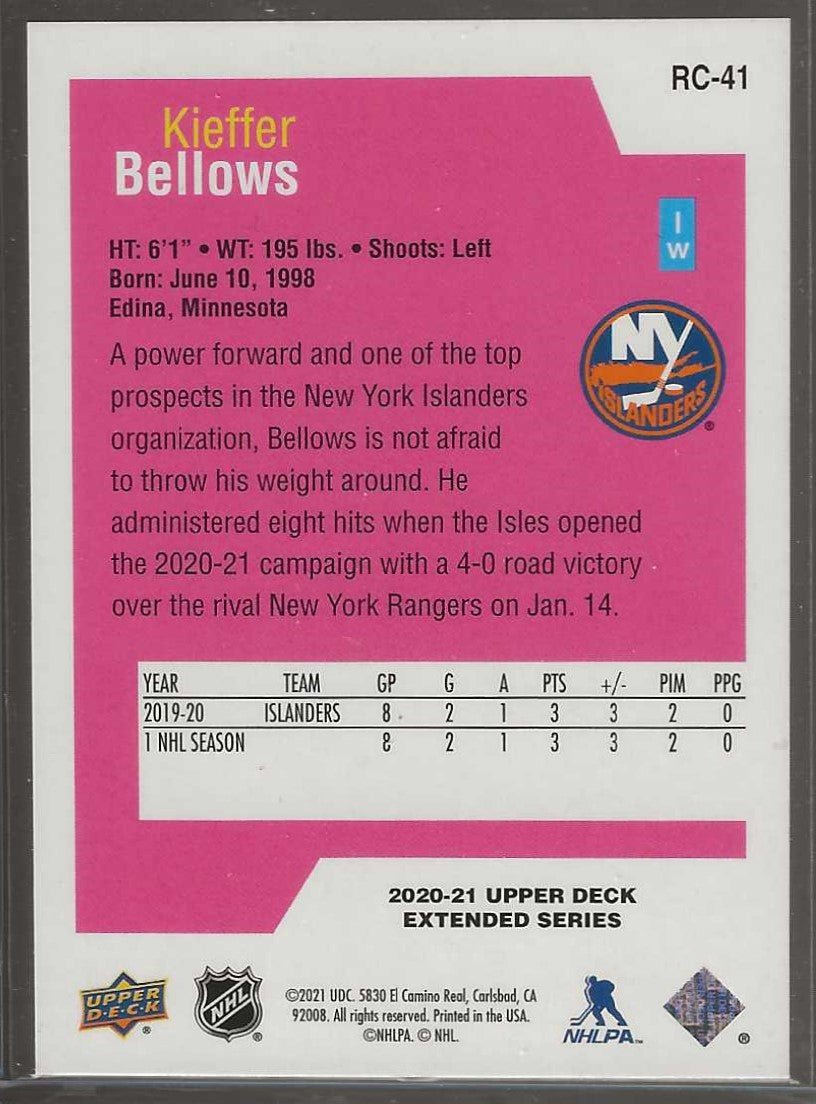 RC-41
Kieffer
Bellows
I
W
HT: 6'1" • WT: 195 lbs. • Shoots: Left
Born: June 10, 1998
Edina, Minnesota
NY
ISLANDERS
®
A power forward and one of the top
prospects in the New York Islanders
organization, Bellows is not afraid
to throw his weight around. He
administered eight hits when the Isles opened
the 2020-21 campaign with a 4-0 road victory
over the rival New York Rangers on Jan. 14.
YEAR TEAM GP G A PTS +/- PIM PPG
2019-20 ISLANDERS 8 2 1 3 3 2 0
1 NHL SEASON 8 2 1 3 3 2 0
2020-21 UPPER DECK
EXTENDED SERIES
UPPER
D·E·C·K
®
NHL
®
©2021 UDC. 5830 El Camino Real, Carlsbad, CA
92008. All rights reserved. Printed in the USA.
©NHLPA. © NHL.
NHLPA
®